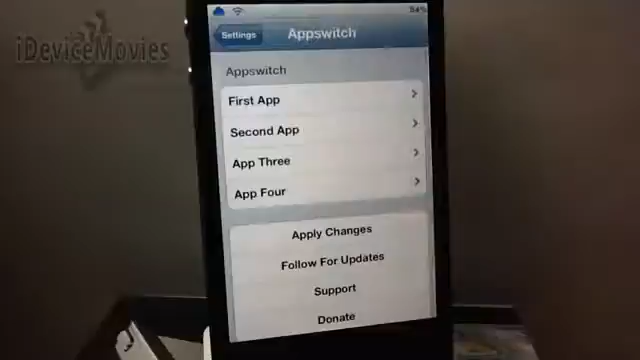 iDeviceMovies
54%
Settings
Appswitch
Appswitch
First App
Second App
App Three
App Four
Apply Changes
Follow For Updates
Support
Donate